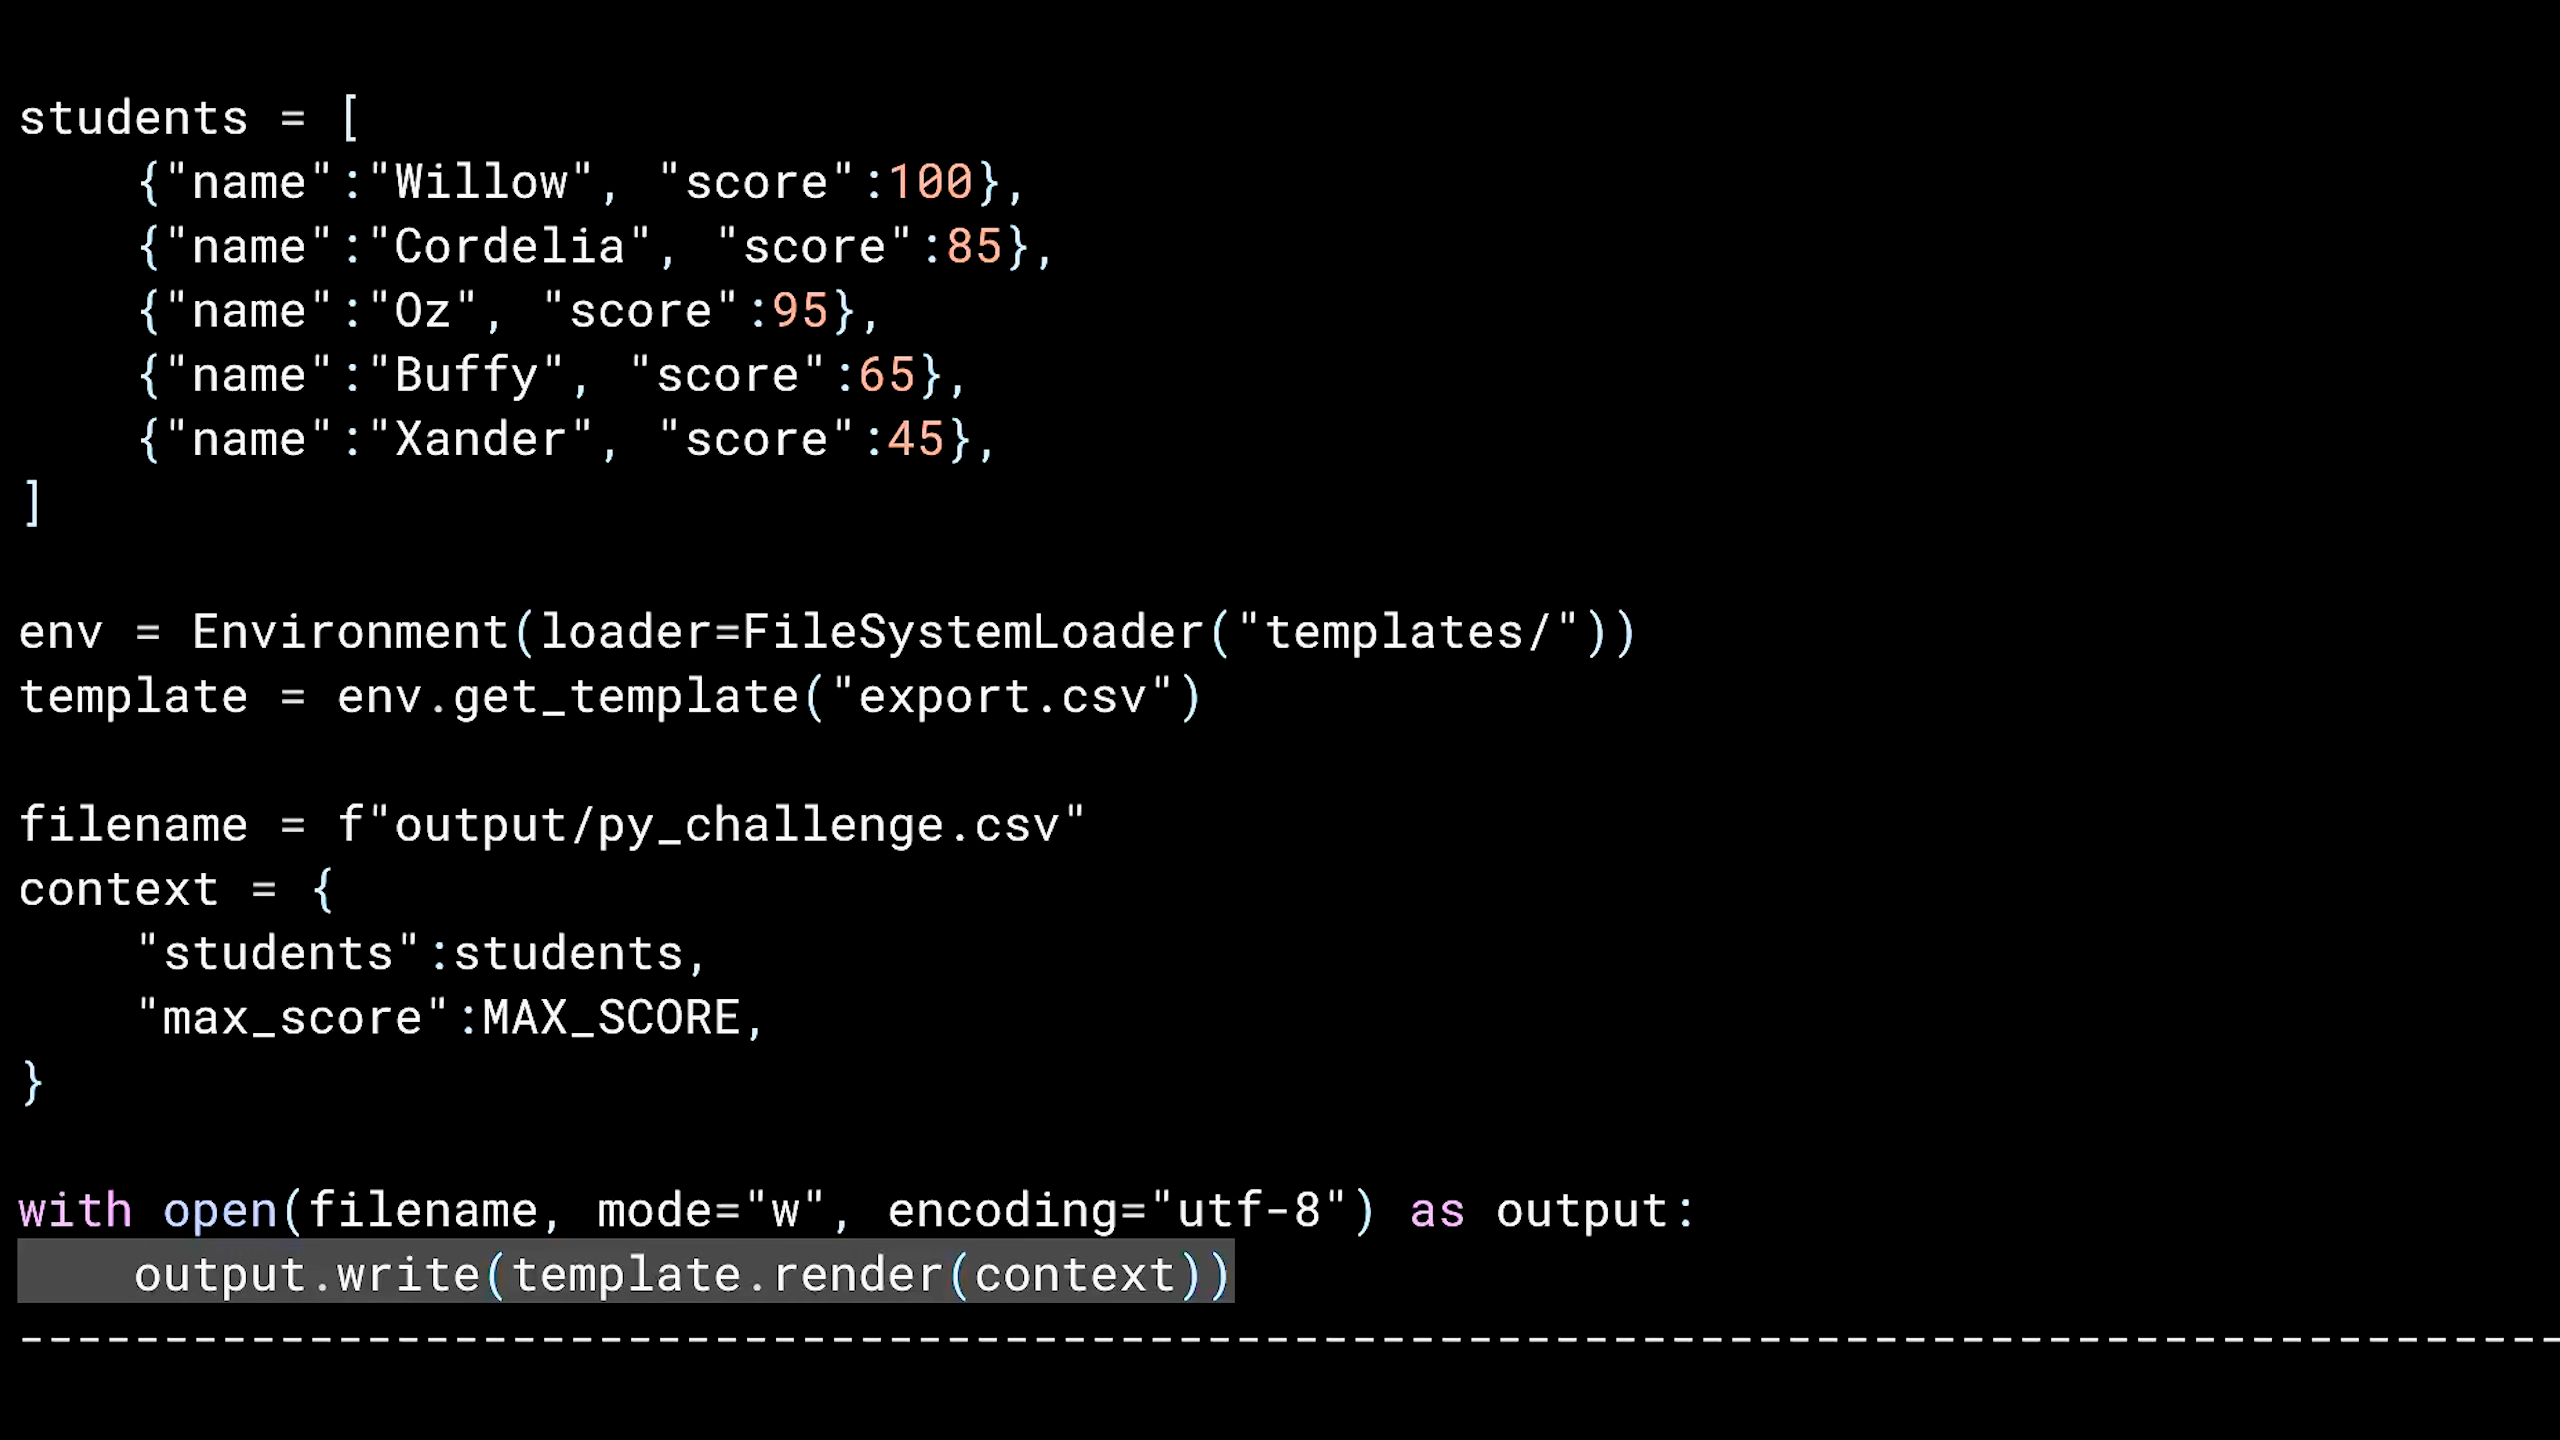 students = [
    {"name":"Willow", "score":100},
    {"name":"Cordelia", "score":85},
    {"name":"Oz", "score":95},
    {"name":"Buffy", "score":65},
    {"name":"Xander", "score":45},
]
env = Environment(loader=FileSystemLoader("templates/"))
template = env.get_template("export.csv")
filename = f"output/py_challenge.csv"
context = {
    "students":students,
    "max_score":MAX_SCORE,
}
with open(filename, mode="w", encoding="utf-8") as output:
    output.write(template.render(context))
----------------------------------------------------------------------------------------